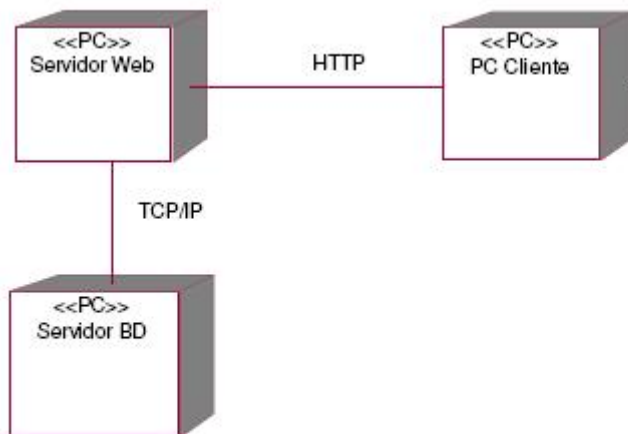 <<PC>>
Servidor Web
HTTP
<<PC>>
PC Cliente
TCP/IP
<<PC>>
Servidor BD